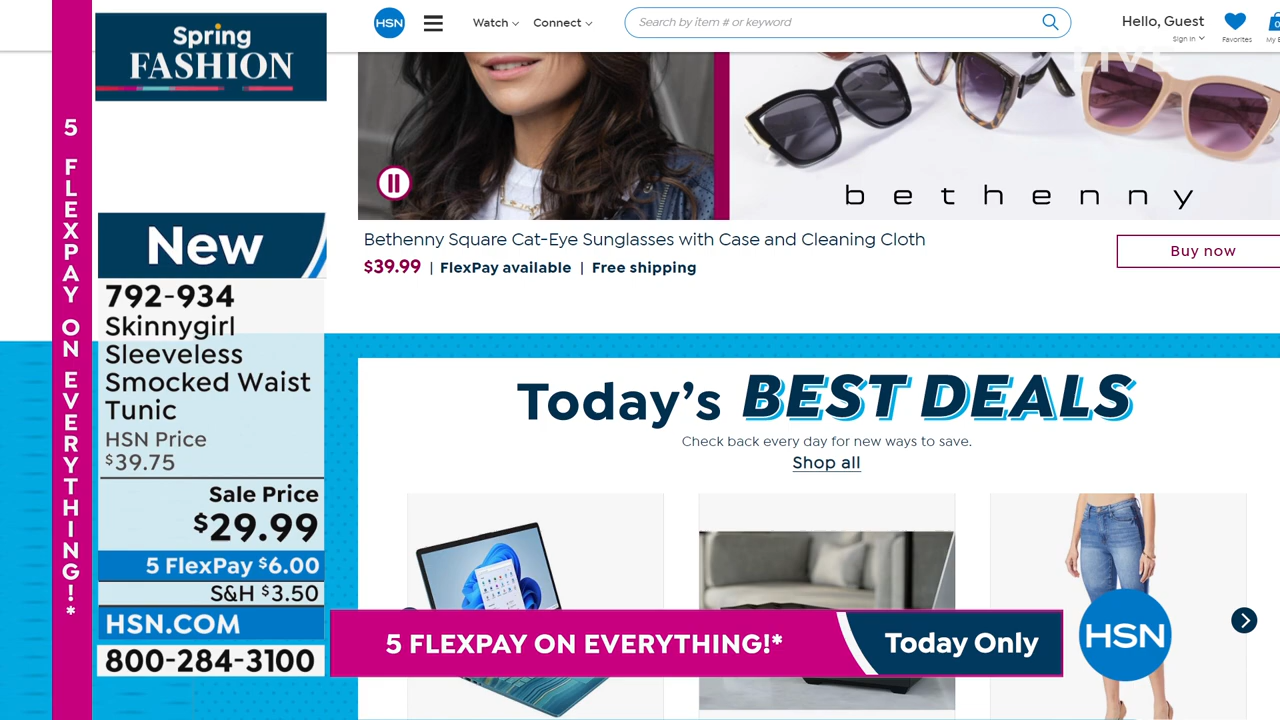 Spring
FASHION
5 FLEXPAY ON EVERYTHING!*
New
792-934
Skinnygirl
Sleeveless
Smocked Waist
Tunic
HSN Price
$39.75
Sale Price
$29.99
5 FlexPay $6.00
S&H $3.50
HSN.COM
800-284-3100
HSN
Watch
Connect
Search by item # or keyword
Hello, Guest
Sign In
Favorites
0
LIVE
bethenny
Bethenny Square Cat-Eye Sunglasses with Case and Cleaning Cloth
$39.99 | FlexPay available | Free shipping
Buy now
Today's BEST DEALS
Check back every day for new ways to save.
Shop all
5 FLEXPAY ON EVERYTHING!*
Today Only
HSN